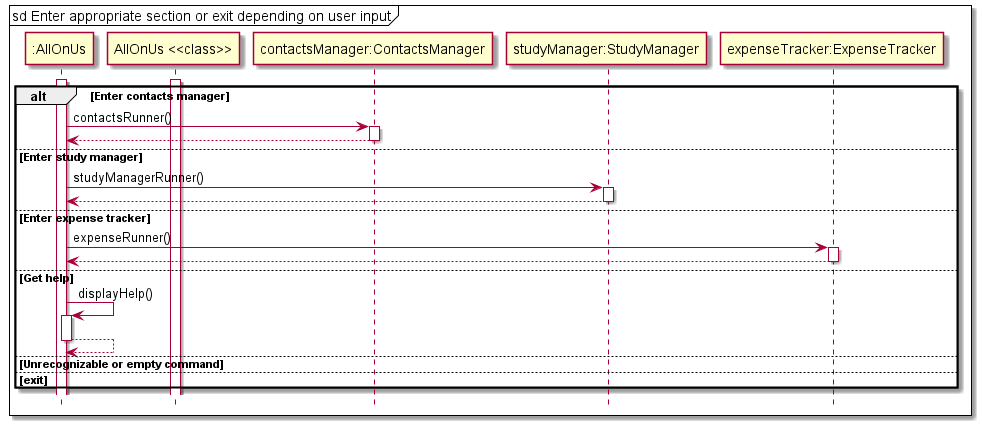 sd Enter appropriate section or exit depending on user input
:AllOnUs
AllOnUs <<class>>
contactsManager:ContactsManager
studyManager:StudyManager
expenseTracker:ExpenseTracker
alt
[Enter contacts manager]
contactsRunner()
[Enter study manager]
studyManagerRunner()
[Enter expense tracker]
expenseRunner()
[Get help]
displayHelp()
[Unrecognizable or empty command]
[exit]